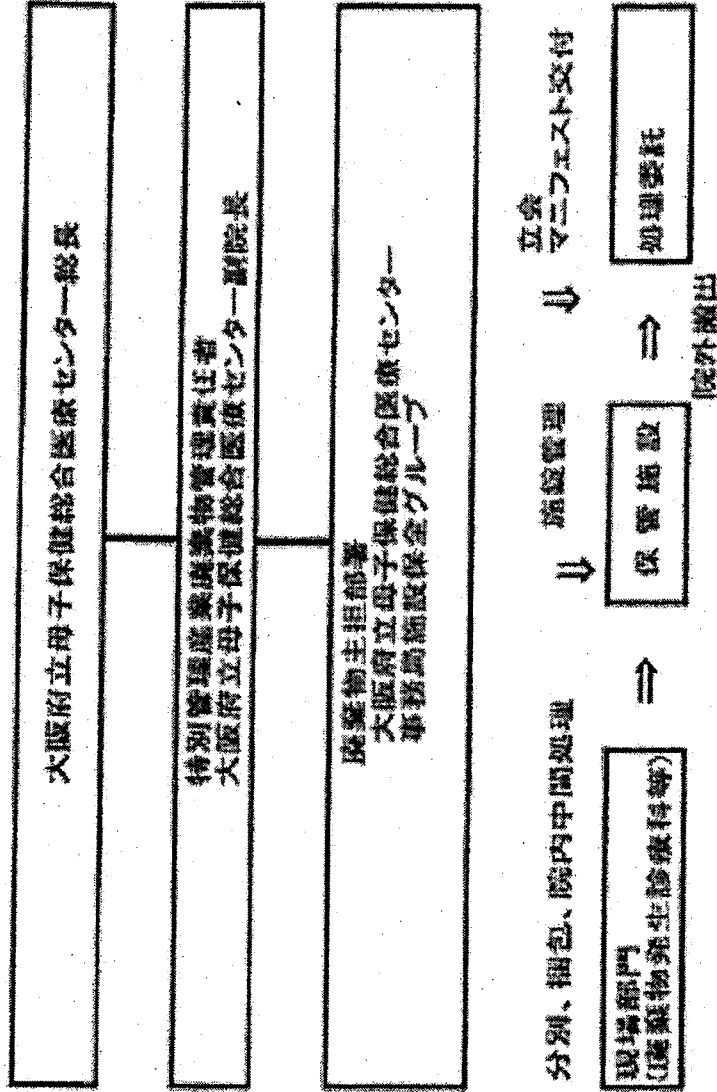 大阪府立母子保健総合医療センター総長
特別管理産業廃棄物管理責任者
大阪府立母子保健総合医療センター副院長
廃棄物主担部署
大阪府立母子保健総合医療センター
事務局施設保全グループ
分別、梱包、院内中間処理
⇓
施錠管理
⇓
立会
マニフェスト交付
現場部門
(廃棄物発生診療科等)
⇒
保管施設
⇒
院外搬出
処理委託